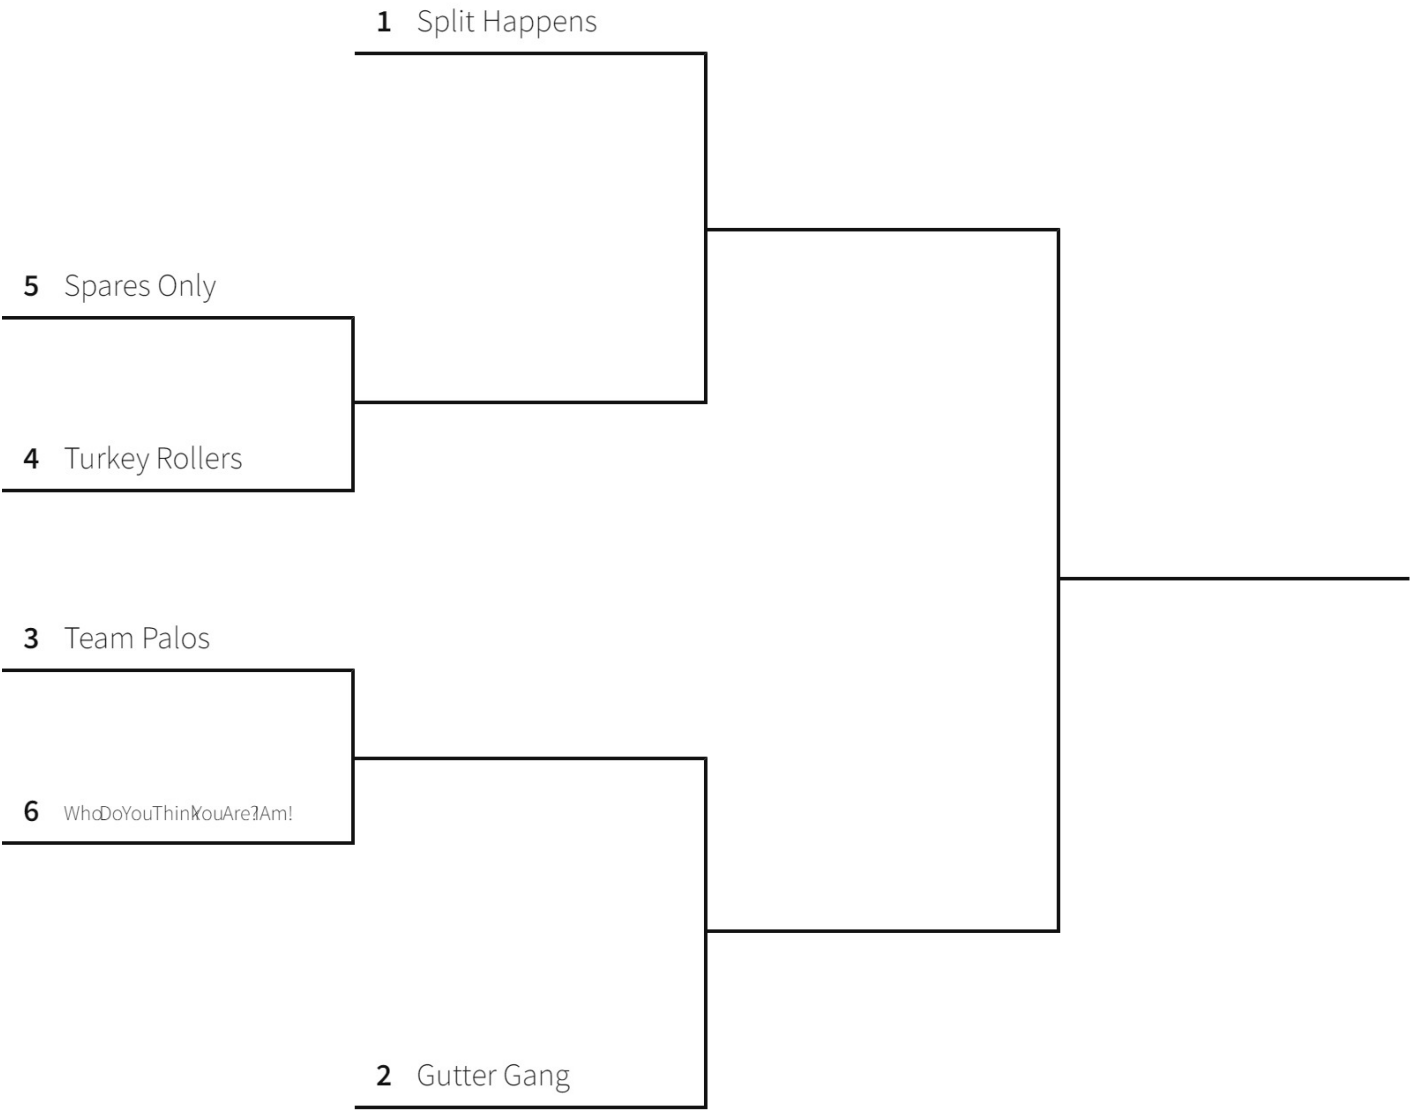 1 Split Happens
5 Spares Only
4 Turkey Rollers
3 Team Palos
6 WhoDoYouThinkYouAre?IAm!
2 Gutter Gang